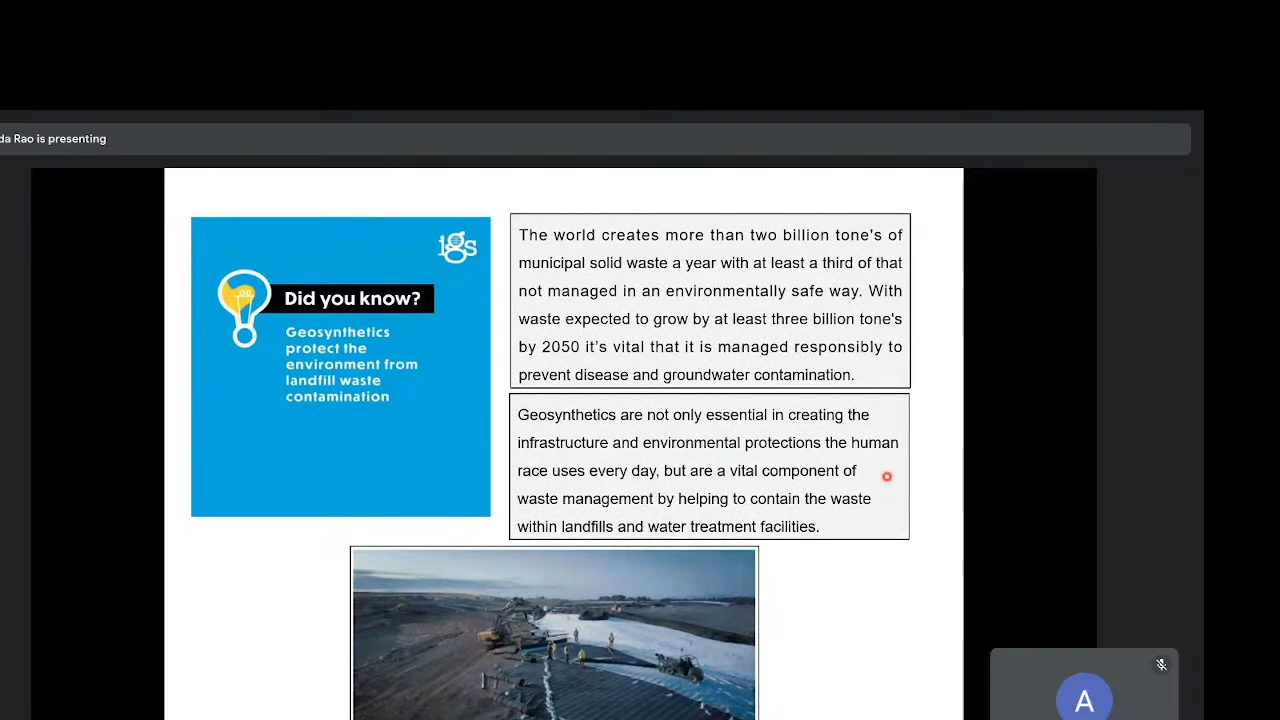 da Rao is presenting
igs
Did you know?
Geosynthetics
protect the
environment from
landfill waste
contamination
The world creates more than two billion tone's of
municipal solid waste a year with at least a third of that
not managed in an environmentally safe way. With
waste expected to grow by at least three billion tone's
by 2050 it's vital that it is managed responsibly to
prevent disease and groundwater contamination.
Geosynthetics are not only essential in creating the
infrastructure and environmental protections the human
race uses every day, but are a vital component of
waste management by helping to contain the waste
within landfills and water treatment facilities.
A